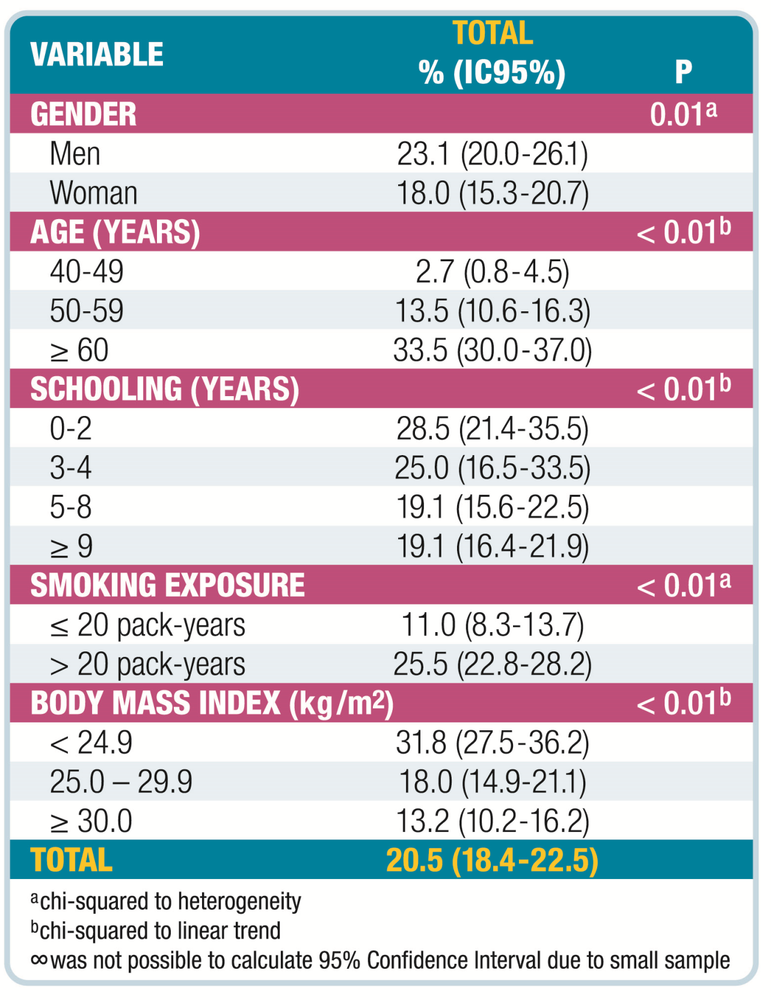 VARIABLE TOTAL
% (IC95%) P
GENDER 0.01ª
Men 23.1 (20.0-26.1)
Woman 18.0 (15.3-20.7)
AGE (YEARS) < 0.01ᵇ
40-49 2.7 (0.8-4.5)
50-59 13.5 (10.6-16.3)
≥ 60 33.5 (30.0-37.0)
SCHOOLING (YEARS) < 0.01ᵇ
0-2 28.5 (21.4-35.5)
3-4 25.0 (16.5-33.5)
5-8 19.1 (15.6-22.5)
≥ 9 19.1 (16.4-21.9)
SMOKING EXPOSURE < 0.01ª
≤ 20 pack-years 11.0 (8.3-13.7)
> 20 pack-years 25.5 (22.8-28.2)
BODY MASS INDEX (kg/m²) < 0.01ᵇ
< 24.9 31.8 (27.5-36.2)
25.0 – 29.9 18.0 (14.9-21.1)
≥ 30.0 13.2 (10.2-16.2)
TOTAL 20.5 (18.4-22.5)
ªchi-squared to heterogeneity
ᵇchi-squared to linear trend
∞was not possible to calculate 95% Confidence Interval due to small sample